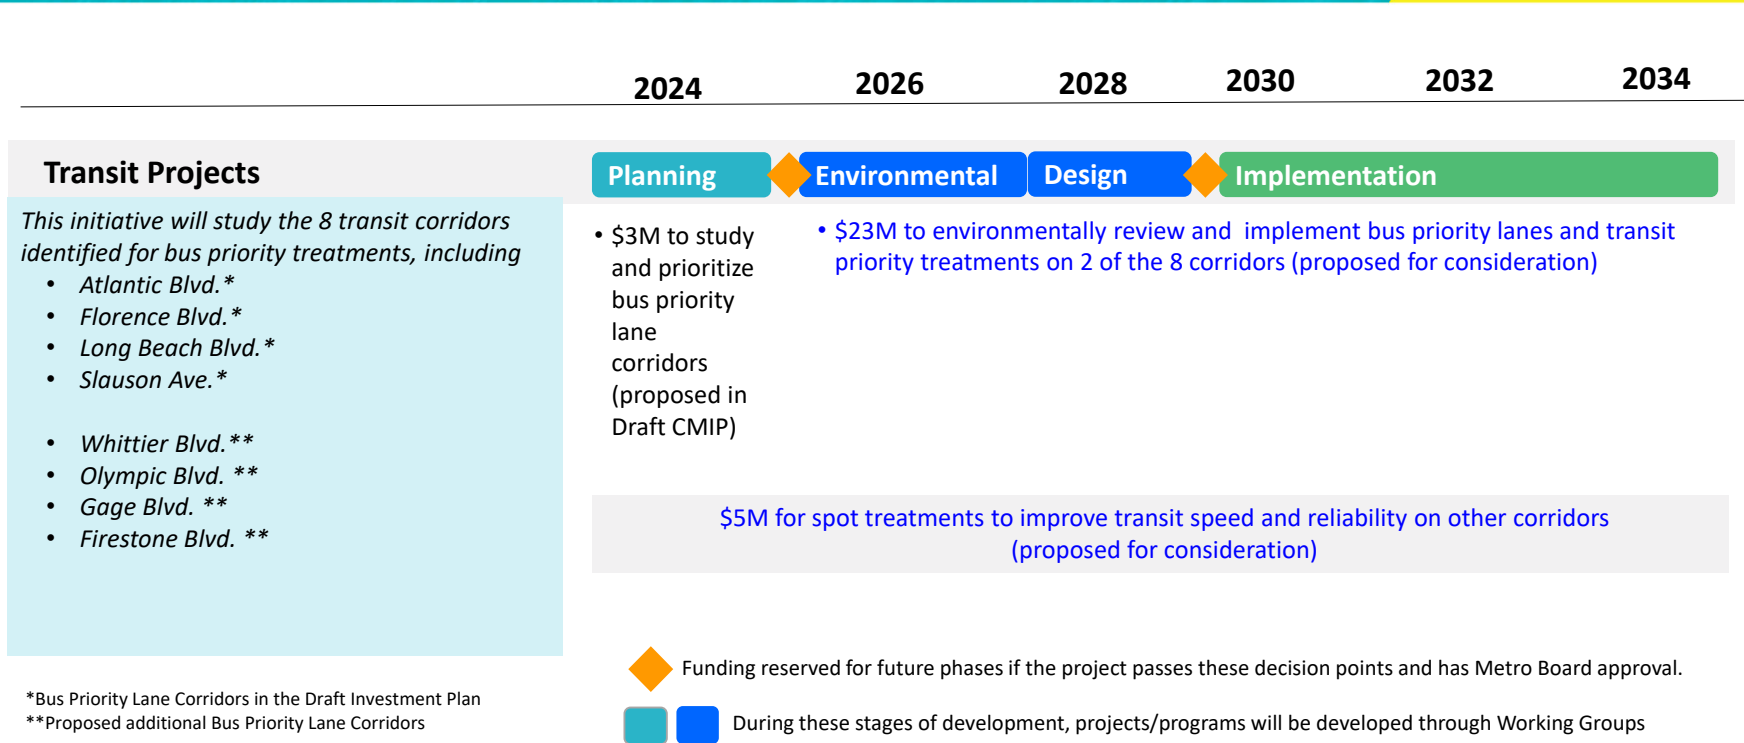 2024 2026 2028 2030 2032 2034
Transit Projects
Planning Environmental Design Implementation
This initiative will study the 8 transit corridors
identified for bus priority treatments, including
• Atlantic Blvd.*
• Florence Blvd.*
• Long Beach Blvd.*
• Slauson Ave.*
• Whittier Blvd.**
• Olympic Blvd. **
• Gage Blvd. **
• Firestone Blvd. **
• $3M to study
and prioritize
bus priority
lane
corridors
(proposed in
Draft CMIP)
• $23M to environmentally review and implement bus priority lanes and transit
priority treatments on 2 of the 8 corridors (proposed for consideration)
$5M for spot treatments to improve transit speed and reliability on other corridors
(proposed for consideration)
Funding reserved for future phases if the project passes these decision points and has Metro Board approval.
During these stages of development, projects/programs will be developed through Working Groups
*Bus Priority Lane Corridors in the Draft Investment Plan
**Proposed additional Bus Priority Lane Corridors